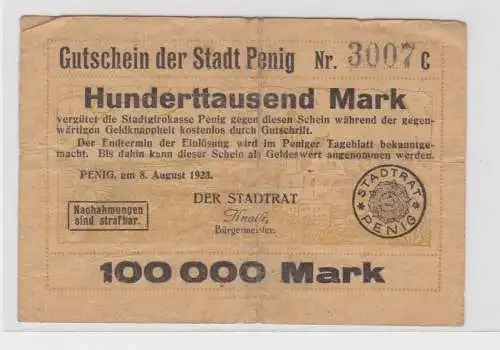 Gutschein der Stadt Penig Nr. 3007 C
Hunderttausend Mark
vergütet die Stadtgirokasse Penig gegen diesen Schein während der gegen-
wärtigen Geldknappheit kostenlos durch Gutschrift.
Der Endtermin der Einlösung wird im Peniger Tageblatt bekanntge-
macht. Bis dahin kann dieser Schein als Geldeswert angenommen werden.
PENIG, am 8. August 1923.
DER STADTRAT
Bürgermeister.
Nachahmungen
sind strafbar.
STADTRAT
PENIG
100 000 Mark